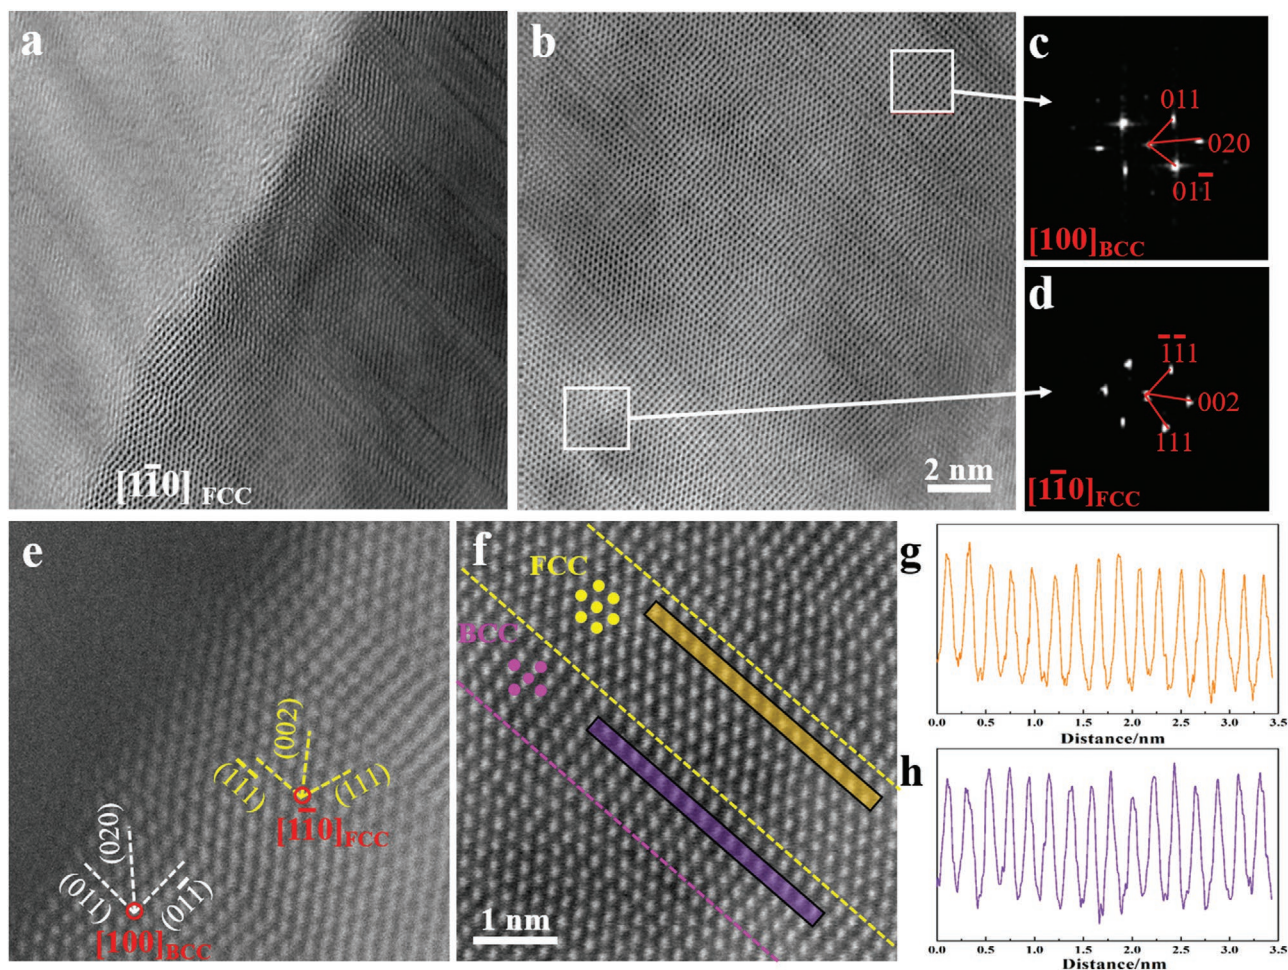 a
[11̅0] FCC
b
2 nm
c
011
020
011̅
[100]BCC
d
1̅1̅1
002
111
[11̅0]FCC
e
(002)
(1̅1̅1)
(111)
[11̅0]FCC
(020)
(011)
(011̅)
[100]BCC
f
FCC
BCC
1 nm
g
0.0 0.5 1.0 1.5 2.0 2.5 3.0 3.5
Distance/nm
h
0.0 0.5 1.0 1.5 2.0 2.5 3.0 3.5
Distance/nm